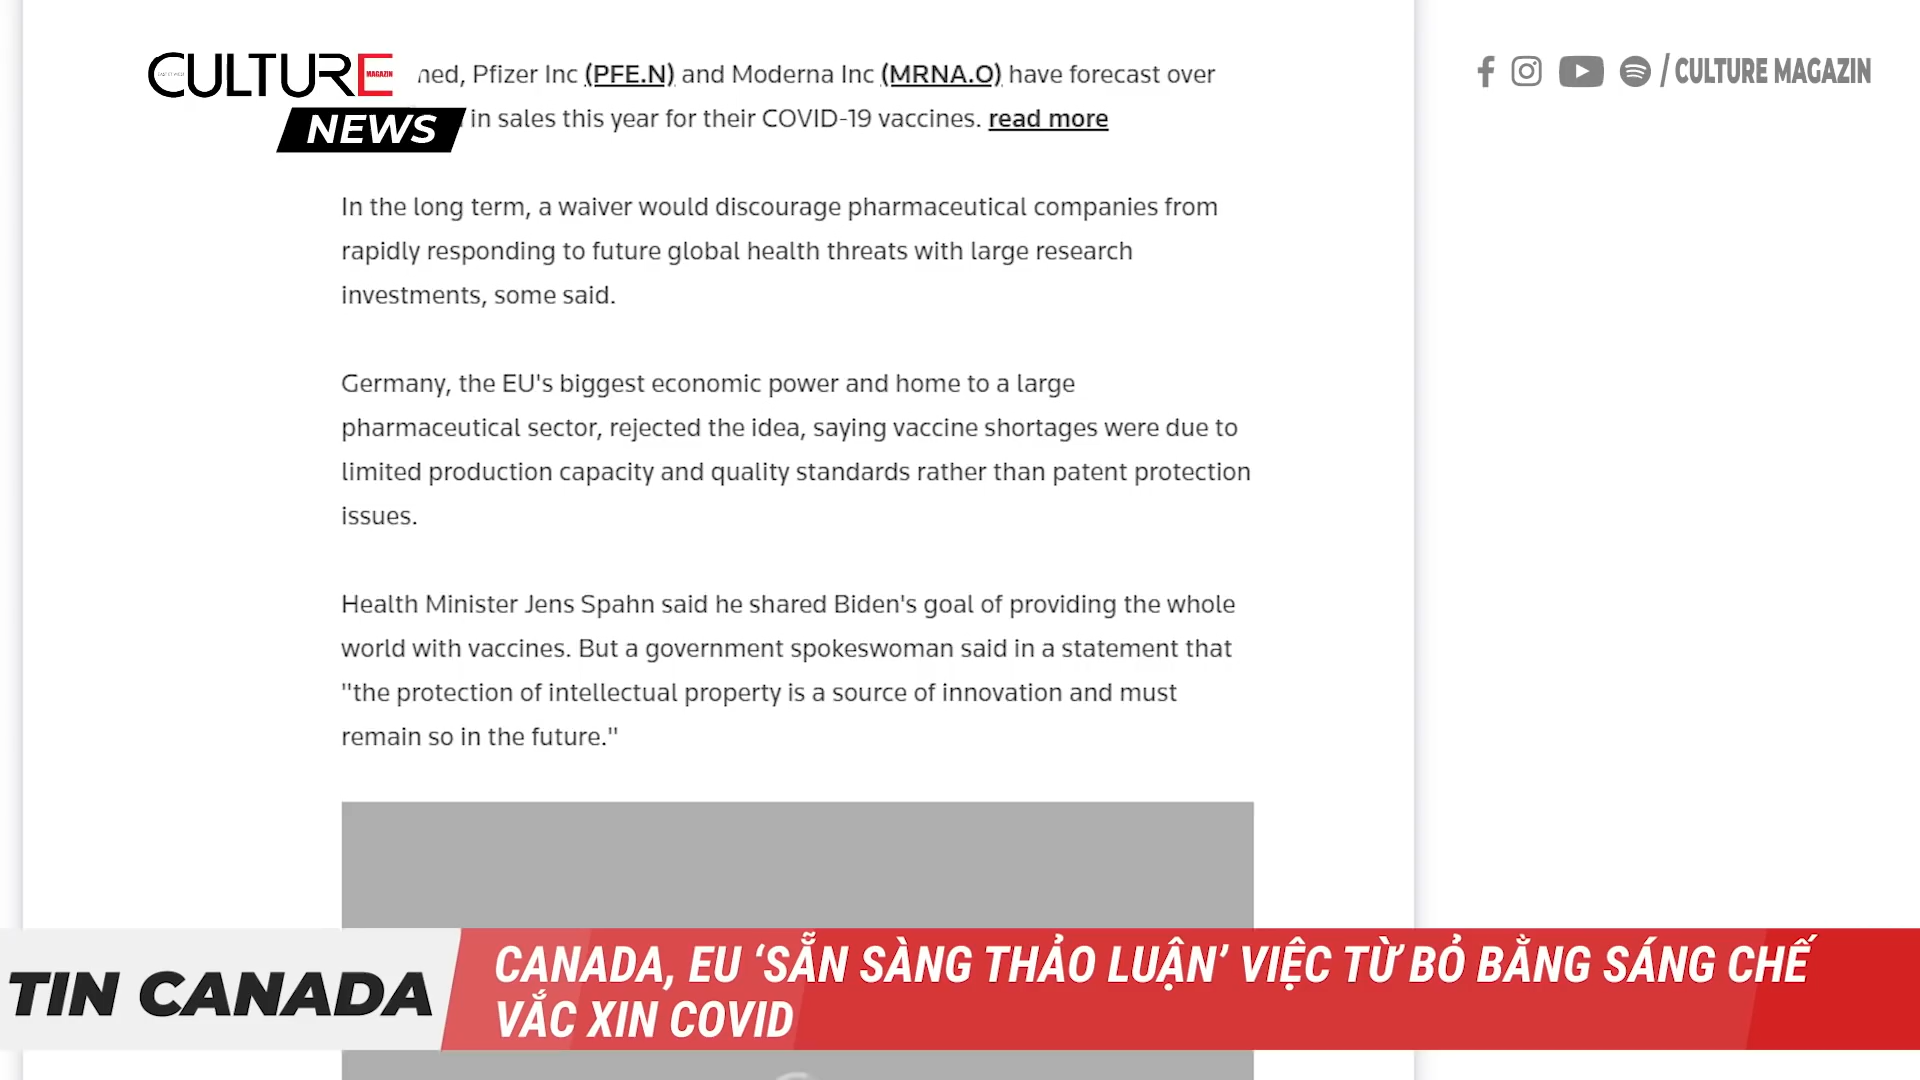 CULTURE
MAGAZIN
NEWS
/ CULTURE MAGAZIN
Pfizer Inc (PFE.N) and Moderna Inc (MRNA.O) have forecast over
in sales this year for their COVID-19 vaccines. read more
In the long term, a waiver would discourage pharmaceutical companies from
rapidly responding to future global health threats with large research
investments, some said.
Germany, the EU's biggest economic power and home to a large
pharmaceutical sector, rejected the idea, saying vaccine shortages were due to
limited production capacity and quality standards rather than patent protection
issues.
Health Minister Jens Spahn said he shared Biden's goal of providing the whole
world with vaccines. But a government spokeswoman said in a statement that
"the protection of intellectual property is a source of innovation and must
remain so in the future."
TIN CANADA
CANADA, EU ‘SẴN SÀNG THẢO LUẬN’ VIỆC TỪ BỎ BẰNG SÁNG CHẾ
VẮC XIN COVID